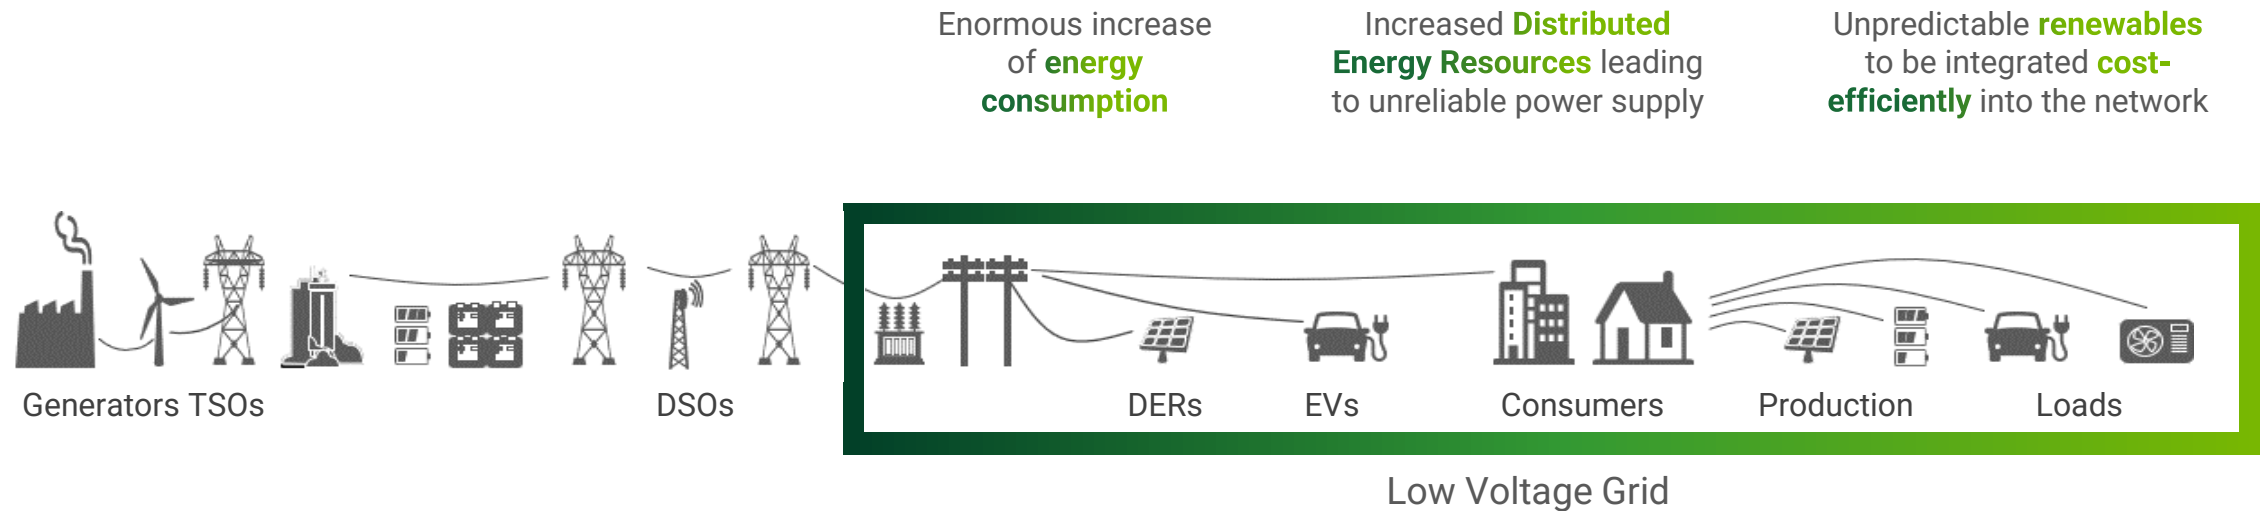 Enormous increase
of energy
consumption
Increased Distributed
Energy Resources leading
to unreliable power supply
Unpredictable renewables
to be integrated cost-
efficiently into the network
Generators TSOs
DSOs
DERs
EVs
Consumers
Production
Loads
Low Voltage Grid